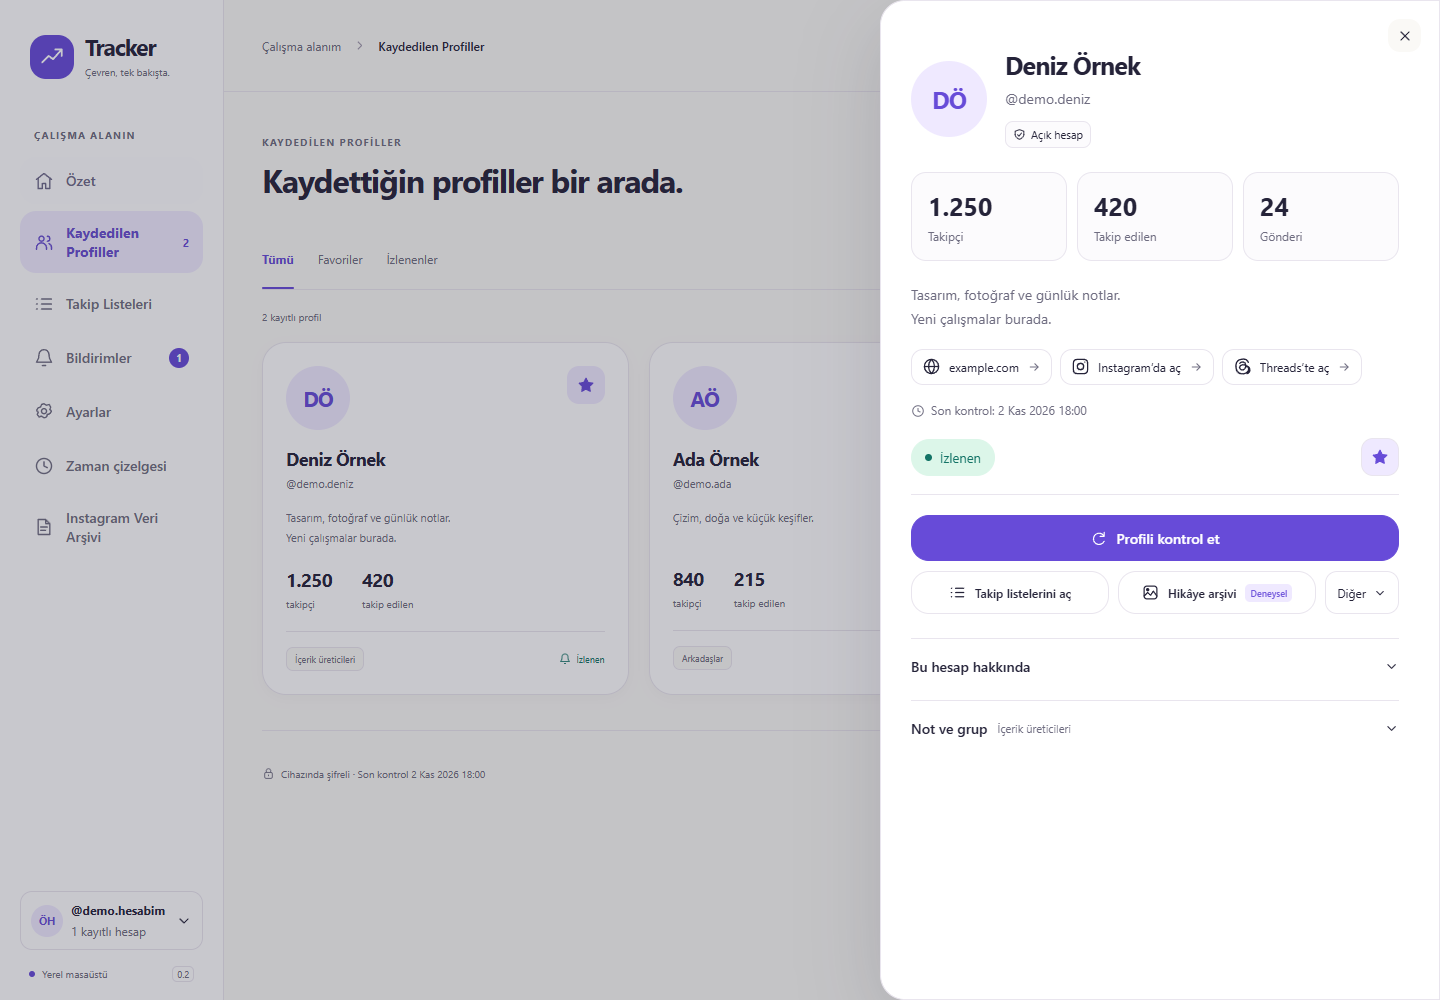 Tracker
Çevren, tek bakışta.
ÇALIŞMA ALANIN
Özet
Kaydedilen
Profiller
2
Takip Listeleri
Bildirimler
1
Ayarlar
Zaman çizelgesi
Instagram Veri
Arşivi
ÖH
@demo.hesabim
1 kayıtlı hesap
Yerel masaüstü
0.2
Çalışma alanım
Kaydedilen Profiller
KAYDEDİLEN PROFİLLER
Kaydettiğin profiller bir arada.
Tümü
Favoriler
İzlenenler
2 kayıtlı profil
DÖ
Deniz Örnek
@demo.deniz
Tasarım, fotoğraf ve günlük notlar.
Yeni çalışmalar burada.
1.250
420
takipçi
takip edilen
İçerik üreticileri
İzlenen
AÖ
Ada Örnek
@demo.ada
Çizim, doğa ve küçük keşifler.
840
215
takipçi
takip edilen
Arkadaşlar
Cihazında şifreli · Son kontrol 2 Kas 2026 18:00
DÖ
Deniz Örnek
@demo.deniz
Açık hesap
1.250
Takipçi
420
Takip edilen
24
Gönderi
Tasarım, fotoğraf ve günlük notlar.
Yeni çalışmalar burada.
example.com
Instagram'da aç
Threads'te aç
Son kontrol: 2 Kas 2026 18:00
İzlenen
Profili kontrol et
Takip listelerini aç
Hikâye arşivi
Deneysel
Diğer
Bu hesap hakkında
Not ve grup
İçerik üreticileri